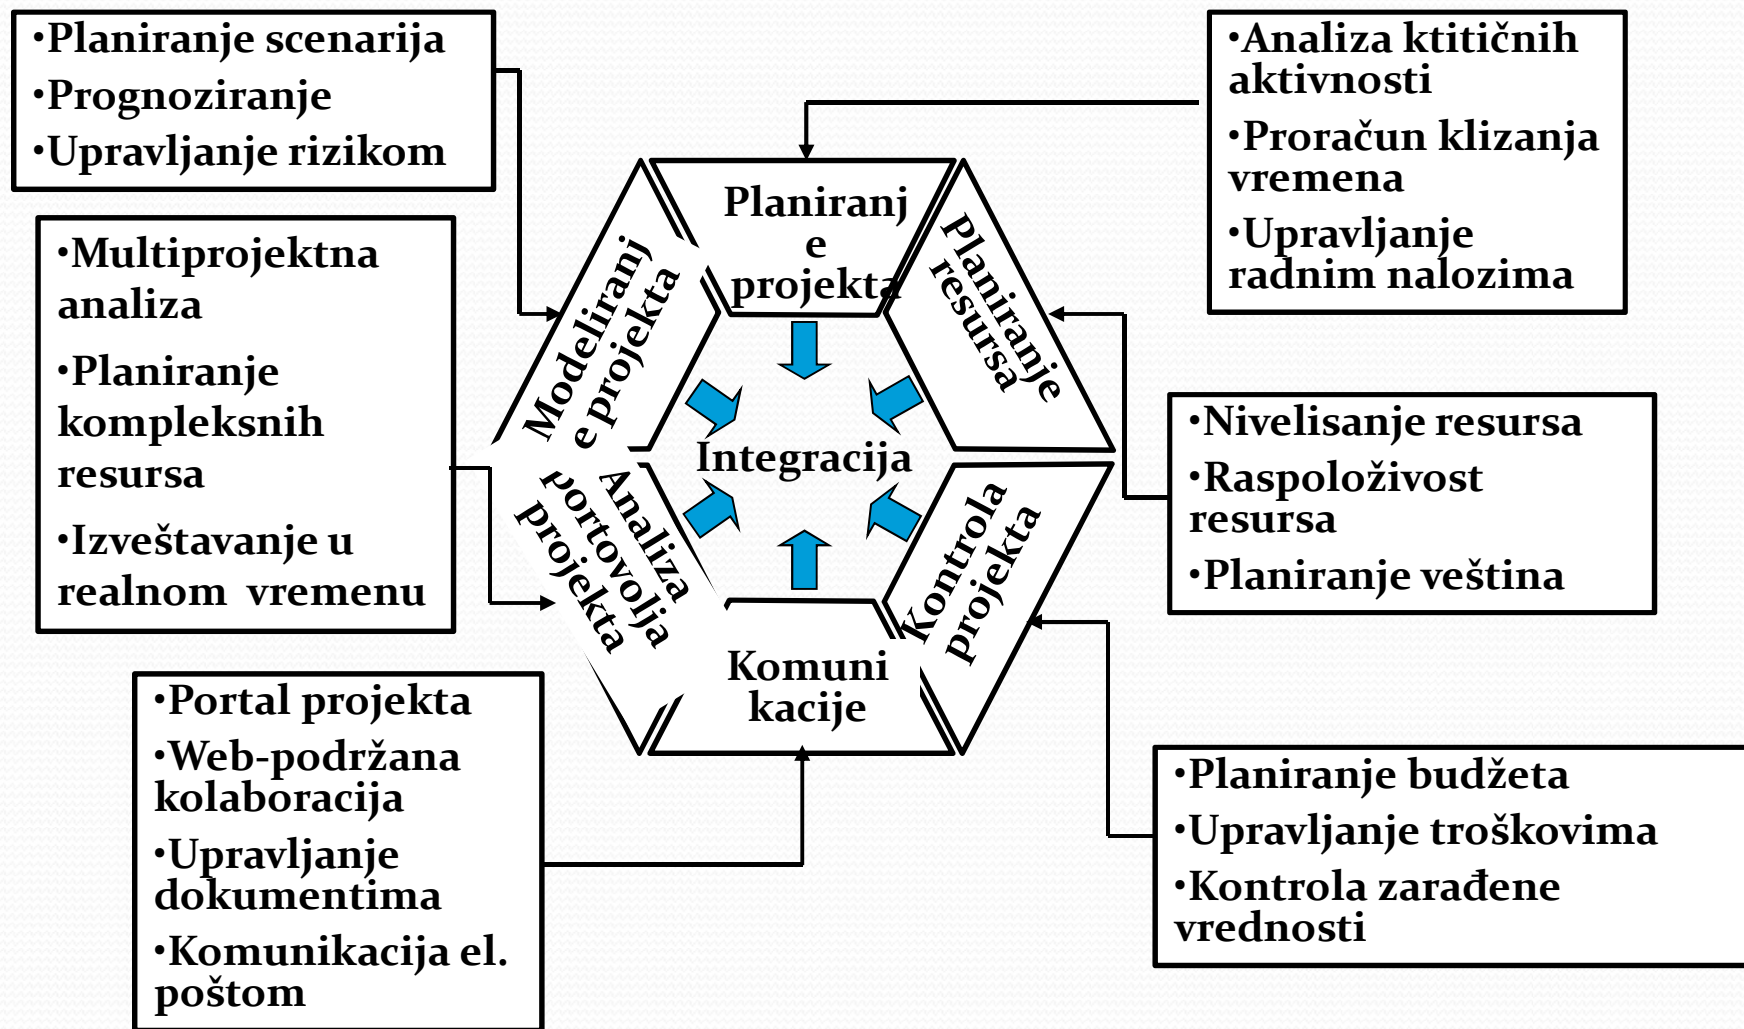 •Planiranje scenarija
•Prognoziranje
•Upravljanje rizikom
•Analiza ktitičnih
aktivnosti
•Proračun klizanja
vremena
•Upravljanje
radnim nalozima
•Multiprojektna
analiza
•Planiranje
kompleksnih
resursa
•Izveštavanje u
realnom vremenu
Planiranj
e
projekta
Modeliranj
e projekta
Planiranje
resursa
Integracija
Analiza
portovolja
projekta
Kontrola
projekta
Komuni
kacije
•Nivelisanje resursa
•Raspoloživost
resursa
•Planiranje veština
•Portal projekta
•Web-podržana
kolaboracija
•Upravljanje
dokumentima
•Komunikacija el.
poštom
•Planiranje budžeta
•Upravljanje troškovima
•Kontrola zarađene
vrednosti